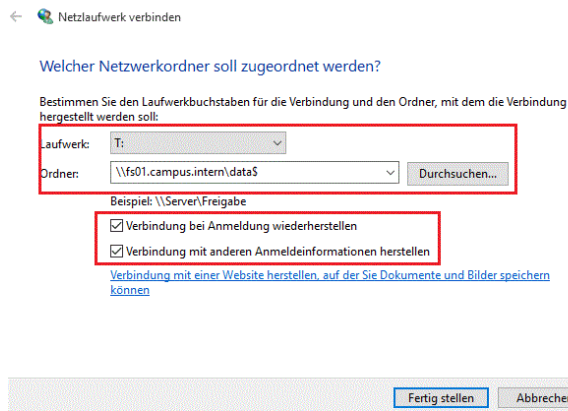 Netzlaufwerk verbinden
Welcher Netzwerkordner soll zugeordnet werden?
Bestimmen Sie den Laufwerkbuchstaben für die Verbindung und den Ordner, mit dem die Verbindung
hergestellt werden soll:
Laufwerk: T:
Ordner: \\fs01.campus.intern\data$ Durchsuchen...
Beispiel: \\Server\Freigabe
Verbindung bei Anmeldung wiederherstellen
Verbindung mit anderen Anmeldeinformationen herstellen
Verbindung mit einer Website herstellen, auf der Sie Dokumente und Bilder speichern
können
Fertig stellen Abbrechen